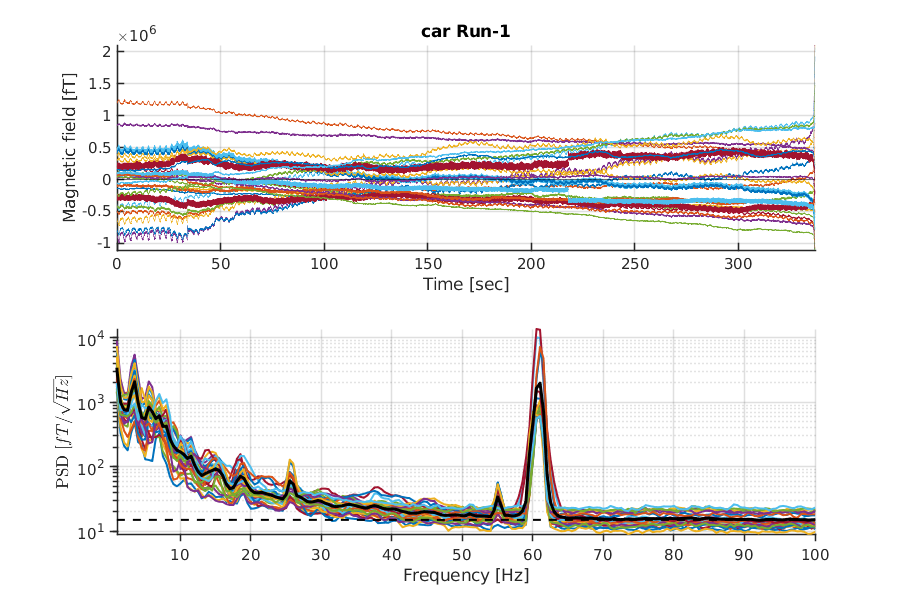 car Run-1
×10^6
Magnetic field [fT]
2
1.5
1
0.5
0
-0.5
-1
0 50 100 150 200 250 300
Time [sec]
PSD [fT/√Hz]
10^4
10^3
10^2
10^1
10 20 30 40 50 60 70 80 90 100
Frequency [Hz]